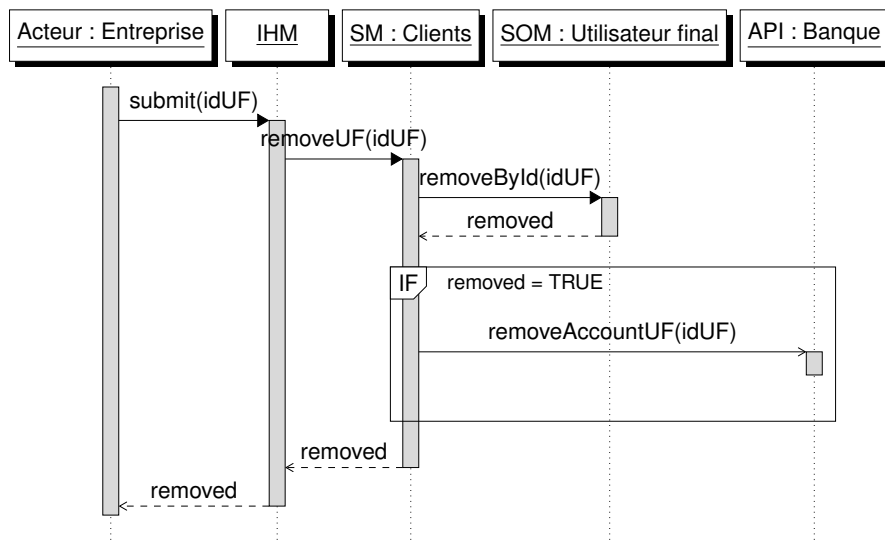 Acteur : Entreprise
IHM
SM : Clients
SOM : Utilisateur final
API : Banque
submit(idUF)
removeUF(idUF)
removeById(idUF)
removed
IF
removed = TRUE
removeAccountUF(idUF)
removed
removed